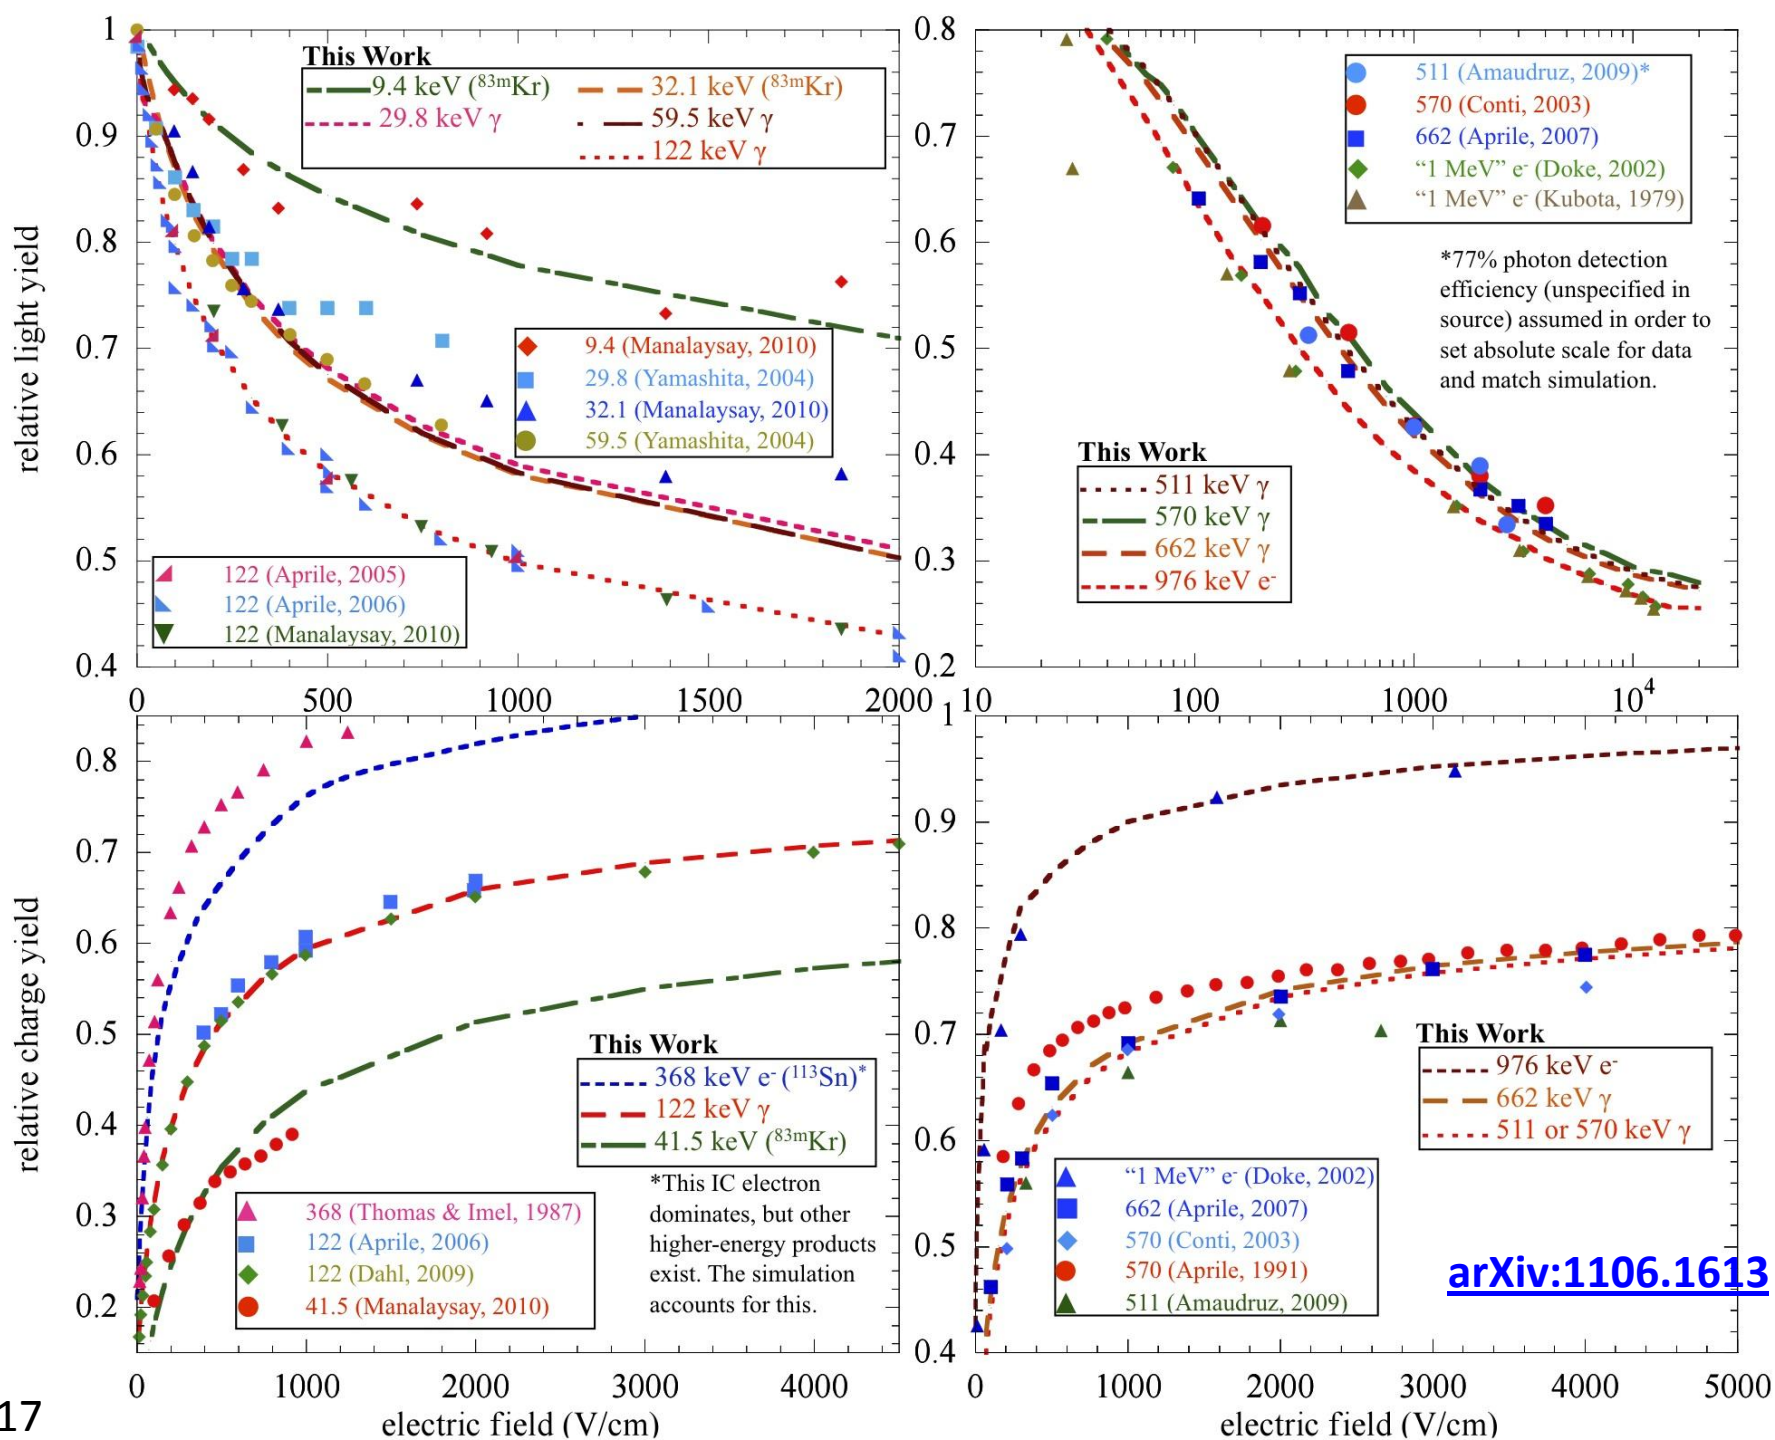 relative light yield
1
0.9
0.8
0.7
0.6
0.5
0.4
This Work
9.4 keV (83mKr)
32.1 keV (83mKr)
29.8 keV γ
59.5 keV γ
122 keV γ
9.4 (Manalaysay, 2010)
29.8 (Yamashita, 2004)
32.1 (Manalaysay, 2010)
59.5 (Yamashita, 2004)
122 (Aprile, 2005)
122 (Aprile, 2006)
122 (Manalaysay, 2010)
0 500 1000 1500 2000
0.8
0.7
0.6
0.5
0.4
0.3
0.2
511 (Amaudruz, 2009)*
570 (Conti, 2003)
662 (Aprile, 2007)
“1 MeV” e- (Doke, 2002)
“1 MeV” e- (Kubota, 1979)
*77% photon detection
efficiency (unspecified in
source) assumed in order to
set absolute scale for data
and match simulation.
This Work
511 keV γ
570 keV γ
662 keV γ
976 keV e-
10 100 1000 10^4
relative charge yield
0.8
0.7
0.6
0.5
0.4
0.3
0.2
This Work
368 keV e- (113Sn)*
122 keV γ
41.5 keV (83mKr)
*This IC electron
dominates, but other
higher-energy products
exist. The simulation
accounts for this.
368 (Thomas & Imel, 1987)
122 (Aprile, 2006)
122 (Dahl, 2009)
41.5 (Manalaysay, 2010)
0 1000 2000 3000 4000
electric field (V/cm)
1
0.9
0.8
0.7
0.6
0.5
0.4
This Work
976 keV e-
662 keV γ
511 or 570 keV γ
“1 MeV” e- (Doke, 2002)
662 (Aprile, 2007)
570 (Conti, 2003)
570 (Aprile, 1991)
511 (Amaudruz, 2009)
arXiv:1106.1613
0 1000 2000 3000 4000 5000
electric field (V/cm)
17